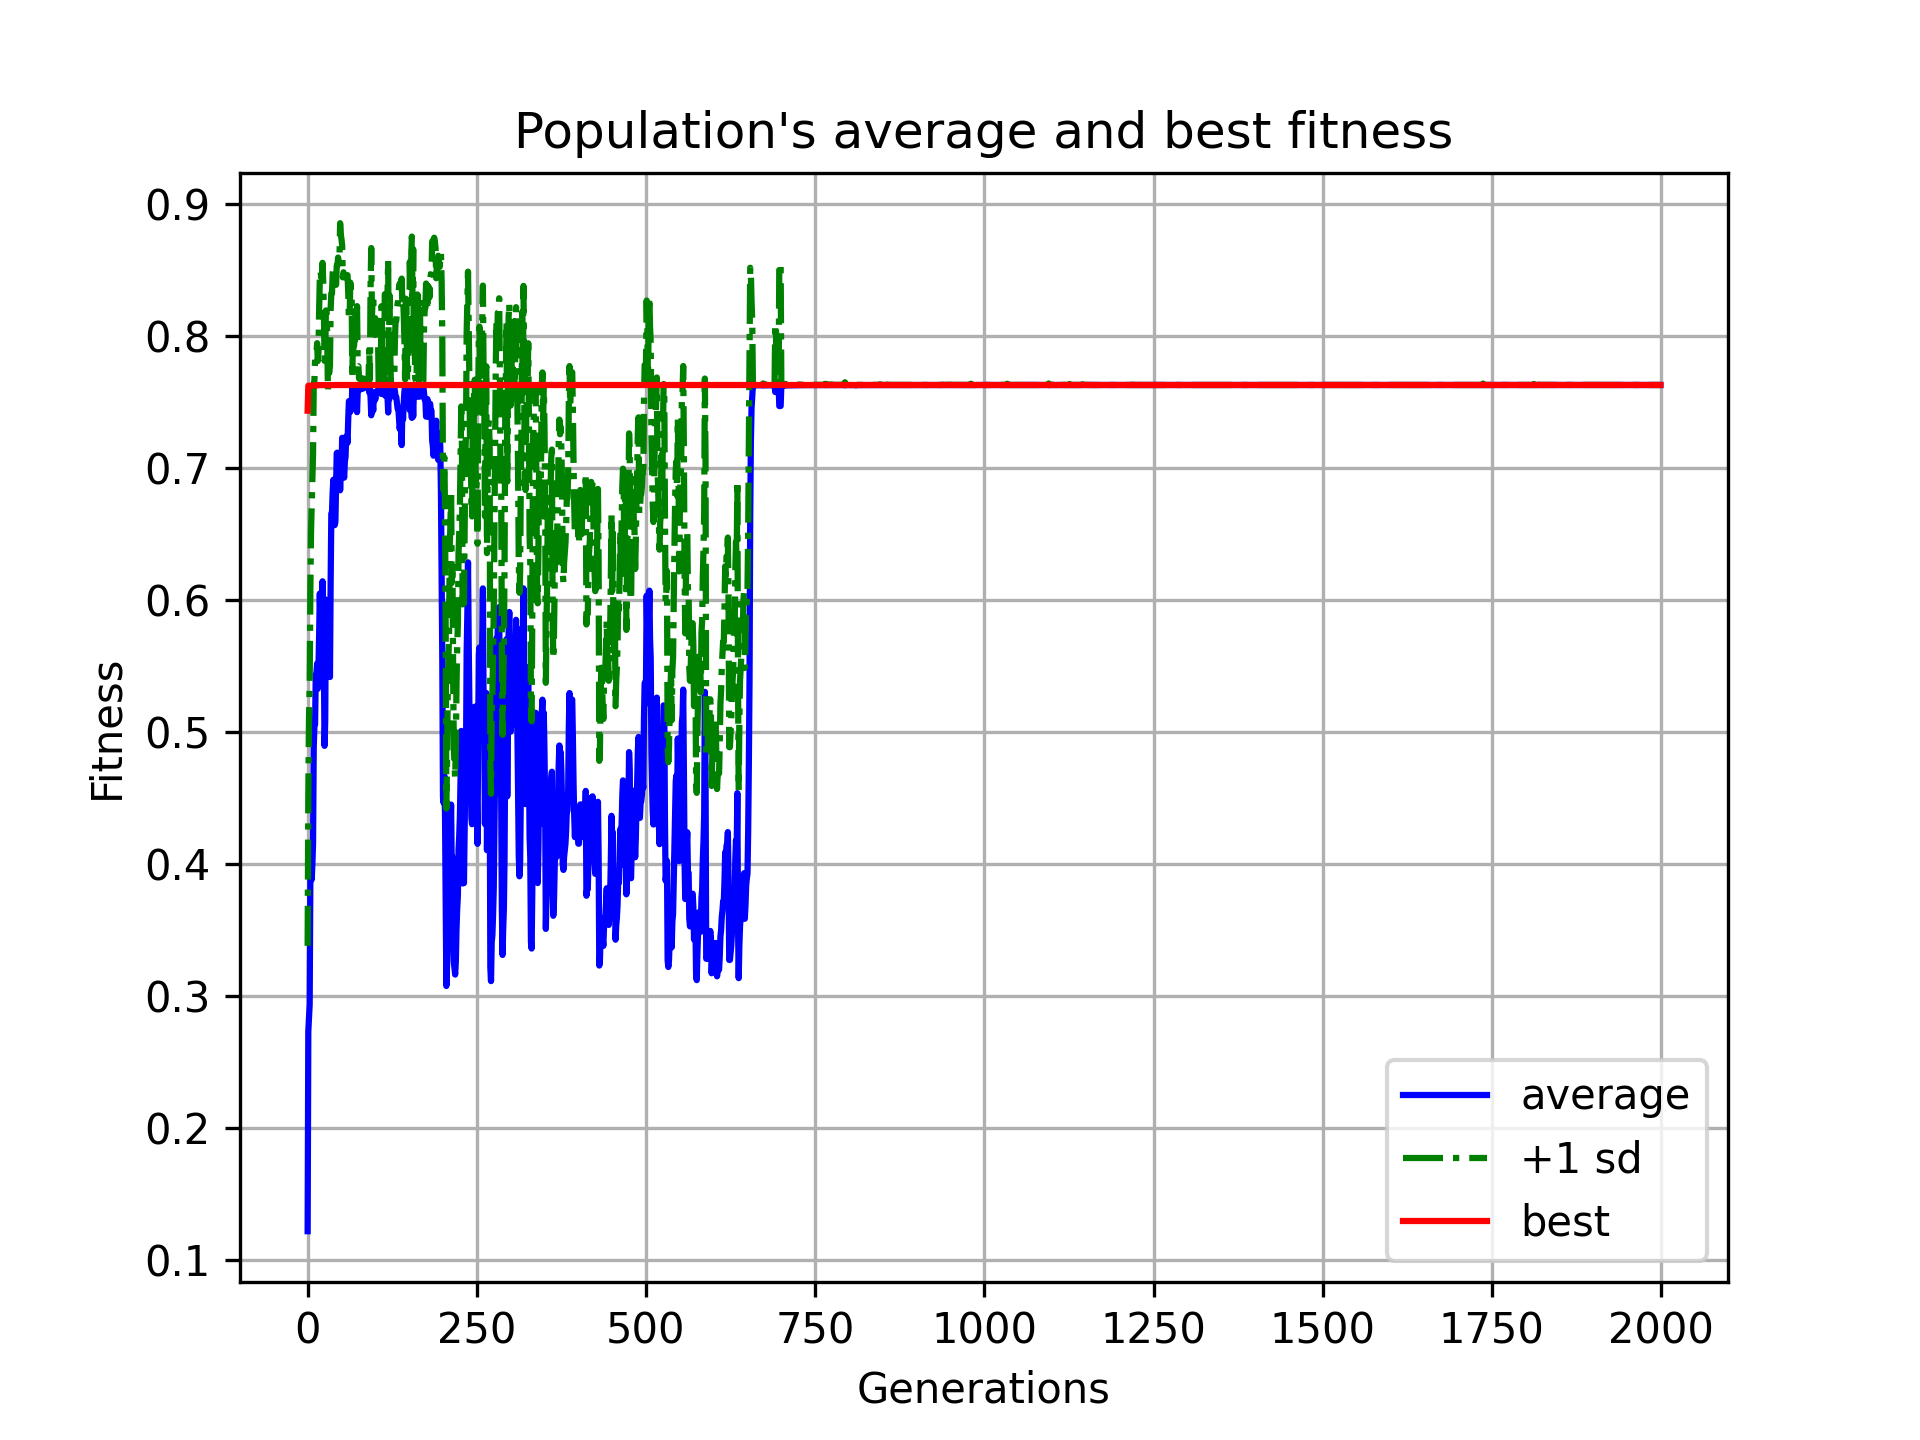 Population's average and best fitness
0.9
0.8
0.7
0.6
0.5
0.4
0.3
0.2
0.1
Fitness
average
+1 sd
best
0 250 500 750 1000 1250 1500 1750 2000
Generations